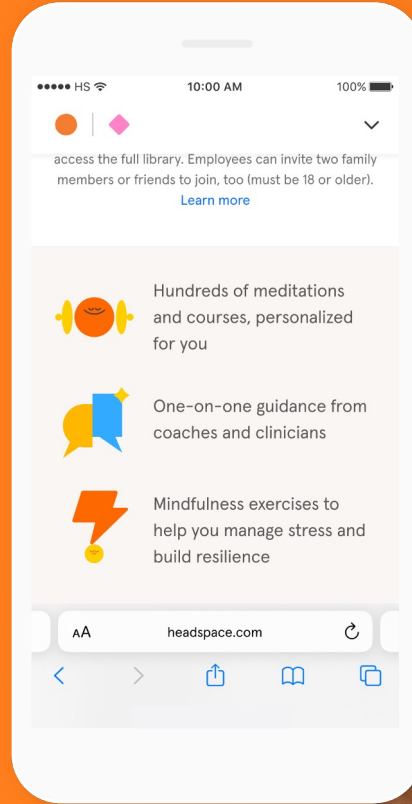 HS
10:00 AM
100%
access the full library. Employees can invite two family
members or friends to join, too (must be 18 or older).
Learn more
Hundreds of meditations
and courses, personalized
for you
One-on-one guidance from
coaches and clinicians
Mindfulness exercises to
help you manage stress and
build resilience
AA
headspace.com